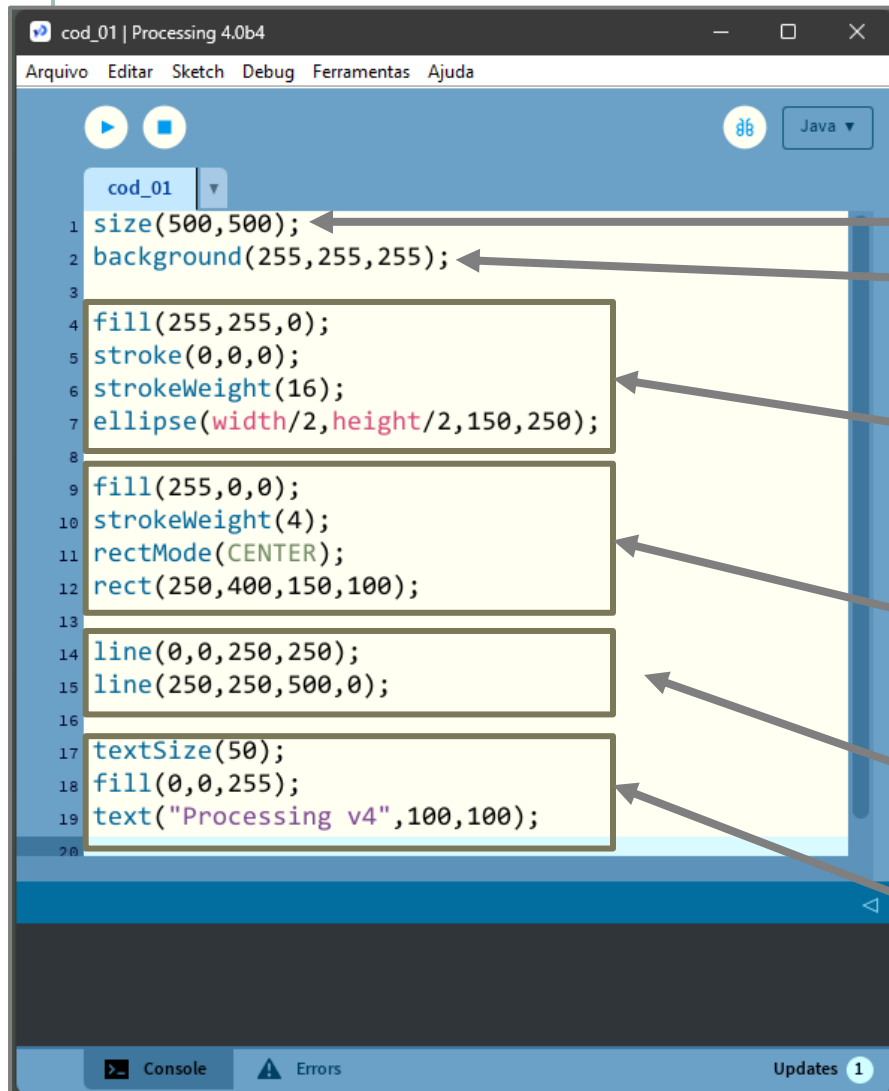 cod_01 | Processing 4.0b4
Arquivo Editar Sketch Debug Ferramentas Ajuda
Java ▾
cod_01
1 size(500,500);
2 background(255,255,255);
3
4 fill(255,255,0);
5 stroke(0,0,0);
6 strokeWeight(16);
7 ellipse(width/2,height/2,150,250);
8
9 fill(255,0,0);
10 strokeWeight(4);
11 rectMode(CENTER);
12 rect(250,400,150,100);
13
14 line(0,0,250,250);
15 line(250,250,500,0);
16
17 textSize(50);
18 fill(0,0,255);
19 text("Processing v4",100,100);
20
Console Errors Updates 1